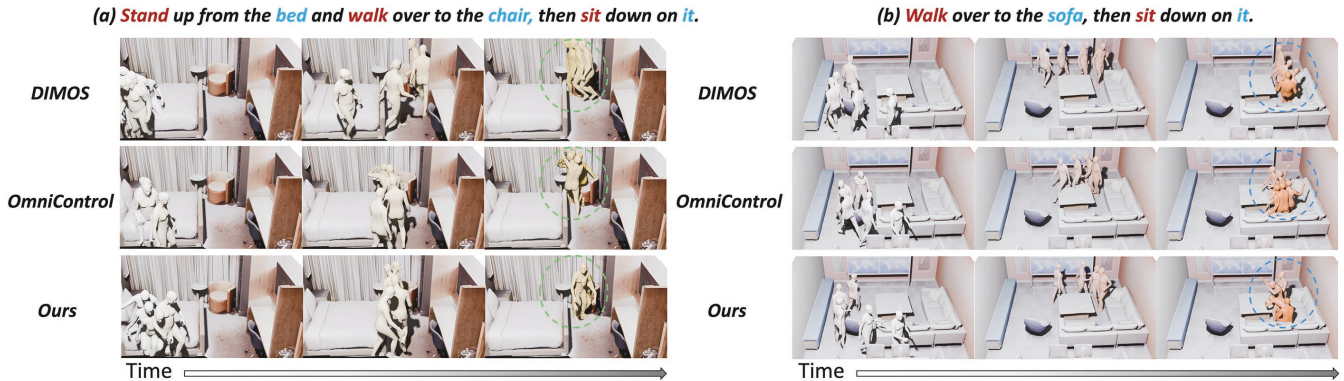 (a) Stand up from the bed and walk over to the chair, then sit down on it.
(b) Walk over to the sofa, then sit down on it.
DIMOS
DIMOS
OmniControl
OmniControl
Ours
Ours
Time
Time